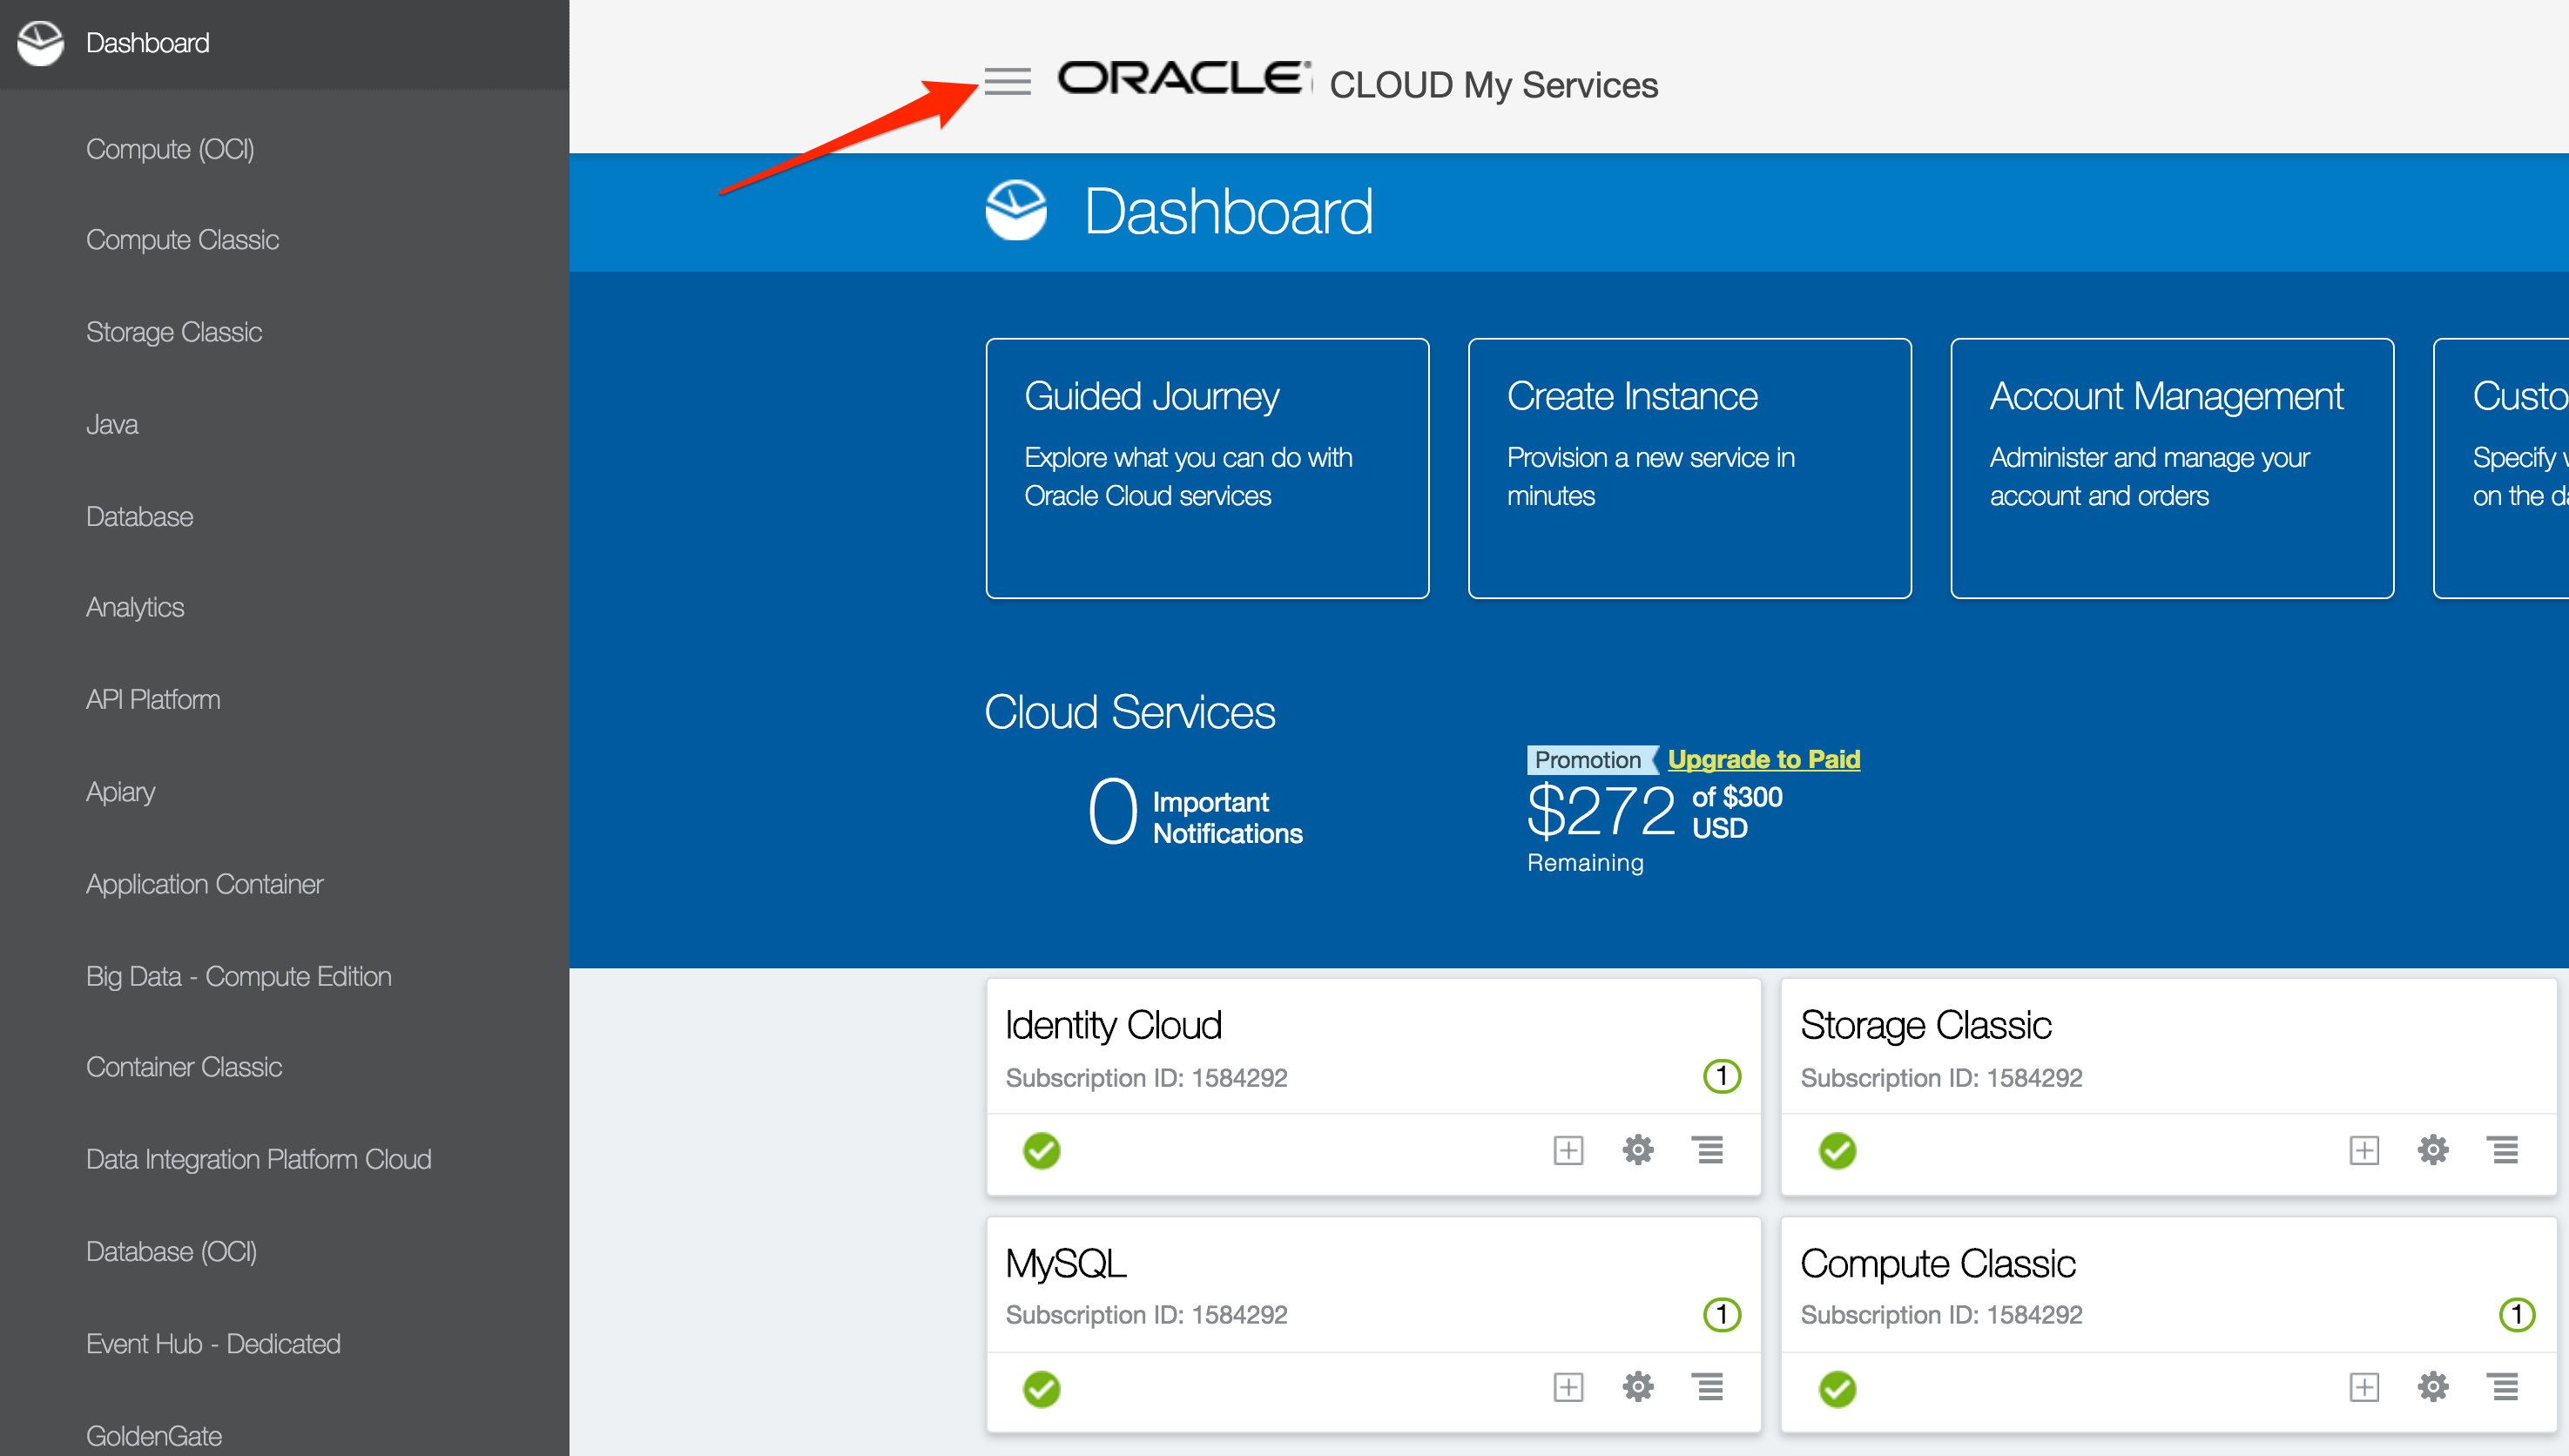 Dashboard
Compute (OCI)
Compute Classic
Storage Classic
Java
Database
Analytics
API Platform
Apiary
Application Container
Big Data - Compute Edition
Container Classic
Data Integration Platform Cloud
Database (OCI)
Event Hub - Dedicated
GoldenGate
ORACLE® CLOUD My Services
Dashboard
Guided Journey
Explore what you can do with
Oracle Cloud services
Create Instance
Provision a new service in
minutes
Account Management
Administer and manage your
account and orders
Custo
Specify
on the
Cloud Services
0 Important
Notifications
Promotion Upgrade to Paid
$272 of $300
USD
Remaining
Identity Cloud
Subscription ID: 1584292
1
Storage Classic
Subscription ID: 1584292
MySQL
Subscription ID: 1584292
1
Compute Classic
Subscription ID: 1584292
1